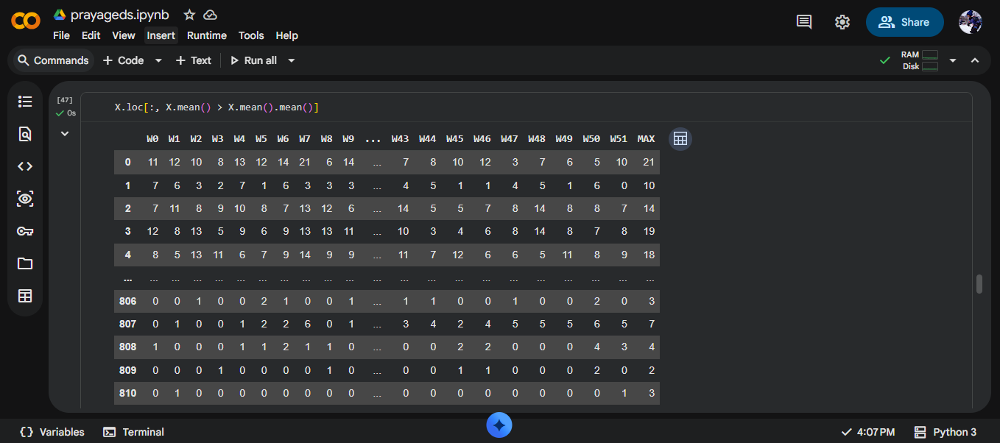 prayageds.ipynb
File Edit View Insert Runtime Tools Help
Share
Commands + Code + Text Run all
RAM
Disk
[47]
0s
X.loc[:, X.mean() > X.mean().mean()]
W0 W1 W2 W3 W4 W5 W6 W7 W8 W9 ... W43 W44 W45 W46 W47 W48 W49 W50 W51 MAX
0 11 12 10 8 13 12 14 21 6 14 ... 7 8 10 12 3 7 6 5 10 21
1 7 6 3 2 7 1 6 3 3 3 ... 4 5 1 1 4 5 1 6 0 10
2 7 11 8 9 10 8 7 13 12 6 ... 14 5 5 7 8 14 8 8 7 14
3 12 8 13 5 9 6 9 13 13 11 ... 10 3 4 6 8 14 8 7 8 19
4 8 5 13 11 6 7 9 14 9 9 ... 11 7 12 6 6 5 11 8 9 18
... ... ... ... ... ... ... ... ... ... ... ... ... ... ... ... ... ... ... ... ... ...
806 0 0 1 0 0 2 1 0 0 1 ... 1 1 0 0 1 0 0 2 0 3
807 0 1 0 0 1 2 2 6 0 1 ... 3 4 2 4 5 5 5 6 5 7
808 1 0 0 0 1 1 2 1 1 0 ... 0 0 2 2 0 0 0 4 3 4
809 0 0 0 1 0 0 0 0 1 0 ... 0 0 1 1 0 0 0 2 0 2
810 0 1 0 0 0 0 0 0 0 0 ... 0 0 0 0 0 0 0 0 1 3
{} Variables Terminal
4:07 PM Python 3